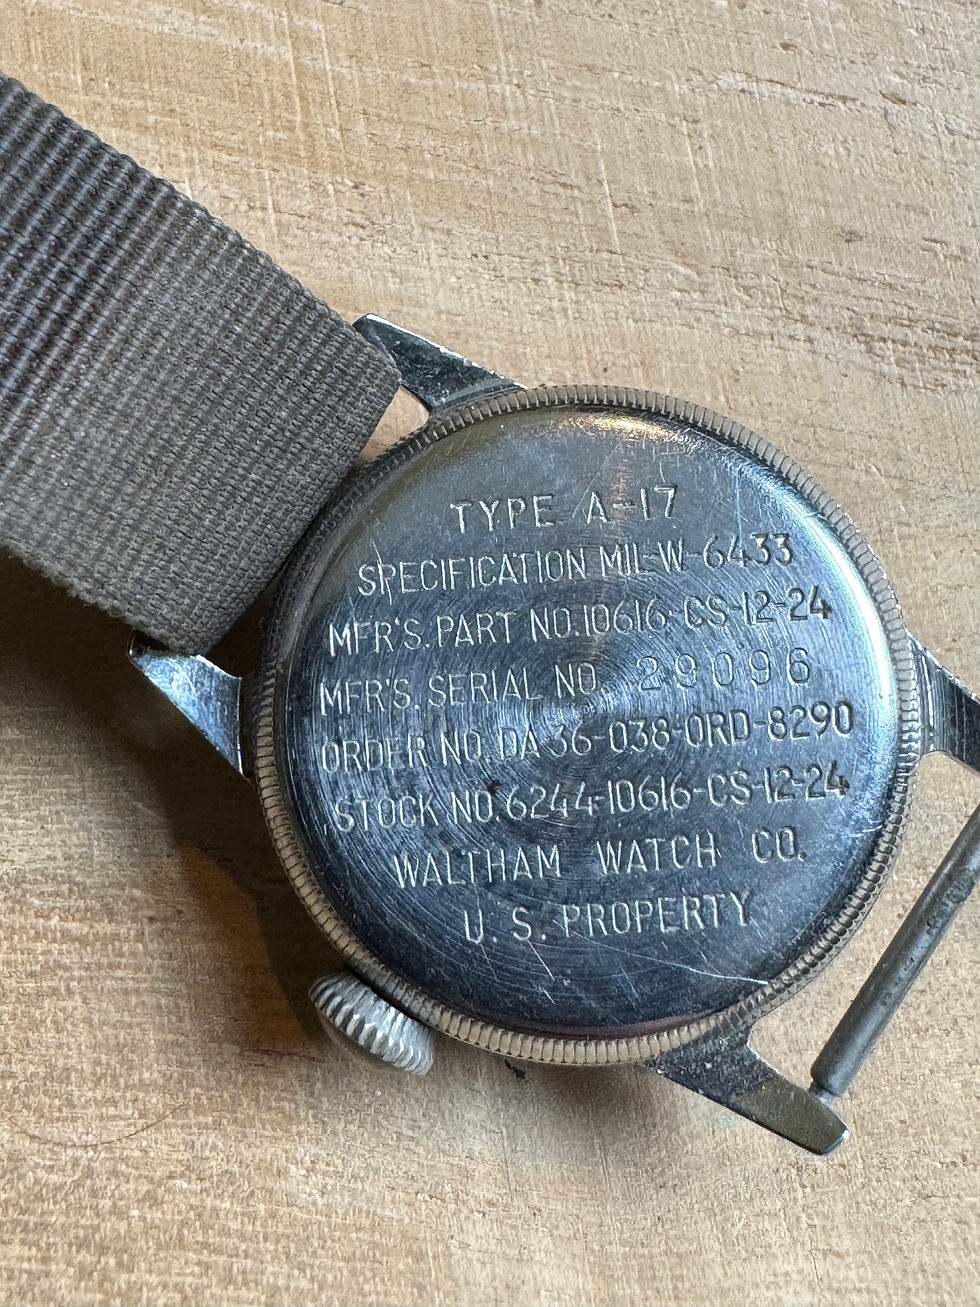 TYPE A-17
SPECIFICATION MIL-W-6433
MFR'S. PART NO. 10616-CS-12-24
MFR'S. SERIAL NO. 29096
ORDER NO. DA 36-038-ORD-8290
STOCK NO. 6244-10616-CS-12-24
WALTHAM WATCH CO.
U. S. PROPERTY